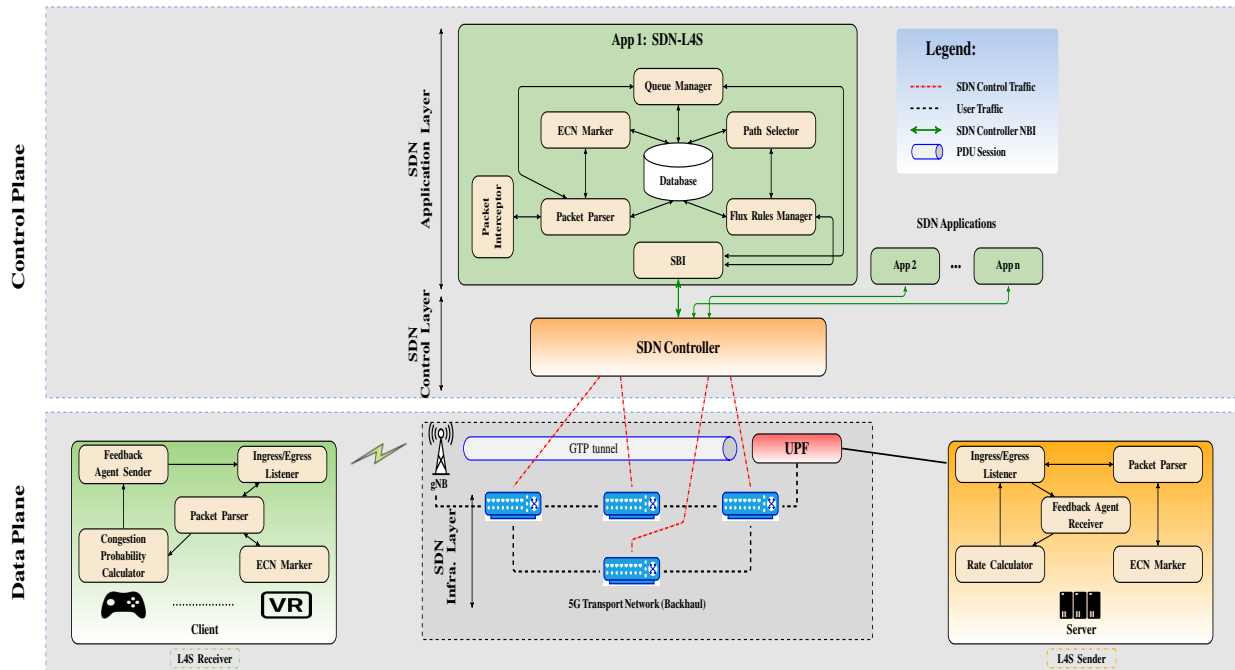 Control Plane
SDN
Application Layer
App 1: SDN-L4S
Queue Manager
ECN Marker
Path Selector
Database
Packet
Interceptor
Packet Parser
Flux Rules Manager
SBI
Legend:
SDN Control Traffic
User Traffic
SDN Controller NBI
PDU Session
SDN Applications
App 2
...
App n
SDN
Control Layer
SDN Controller
Data Plane
Feedback
Agent Sender
Ingress/Egress
Listener
Packet Parser
Congestion
Probability
Calculator
ECN Marker
VR
Client
L4S Receiver
gNB
GTP tunnel
UPF
SDN
Infra. Layer
5G Transport Network (Backhaul)
Ingress/Egress
Listener
Packet Parser
Feedback Agent
Receiver
Rate Calculator
ECN Marker
Server
L4S Sender